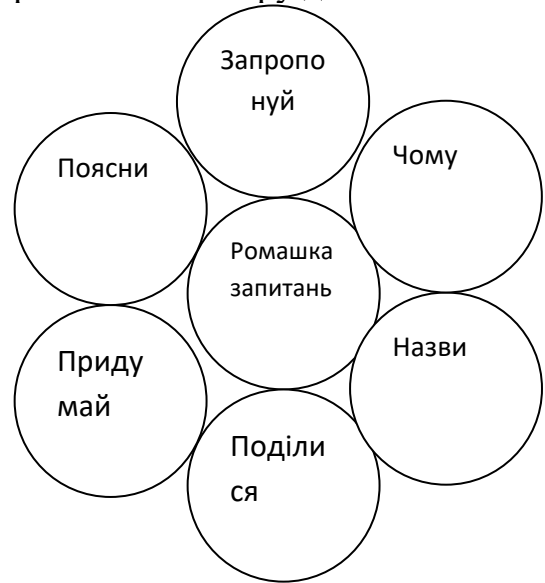 Запропо
нуй
Поясни
Чому
Ромашка
запитань
Приду
май
Назви
Поділи
ся